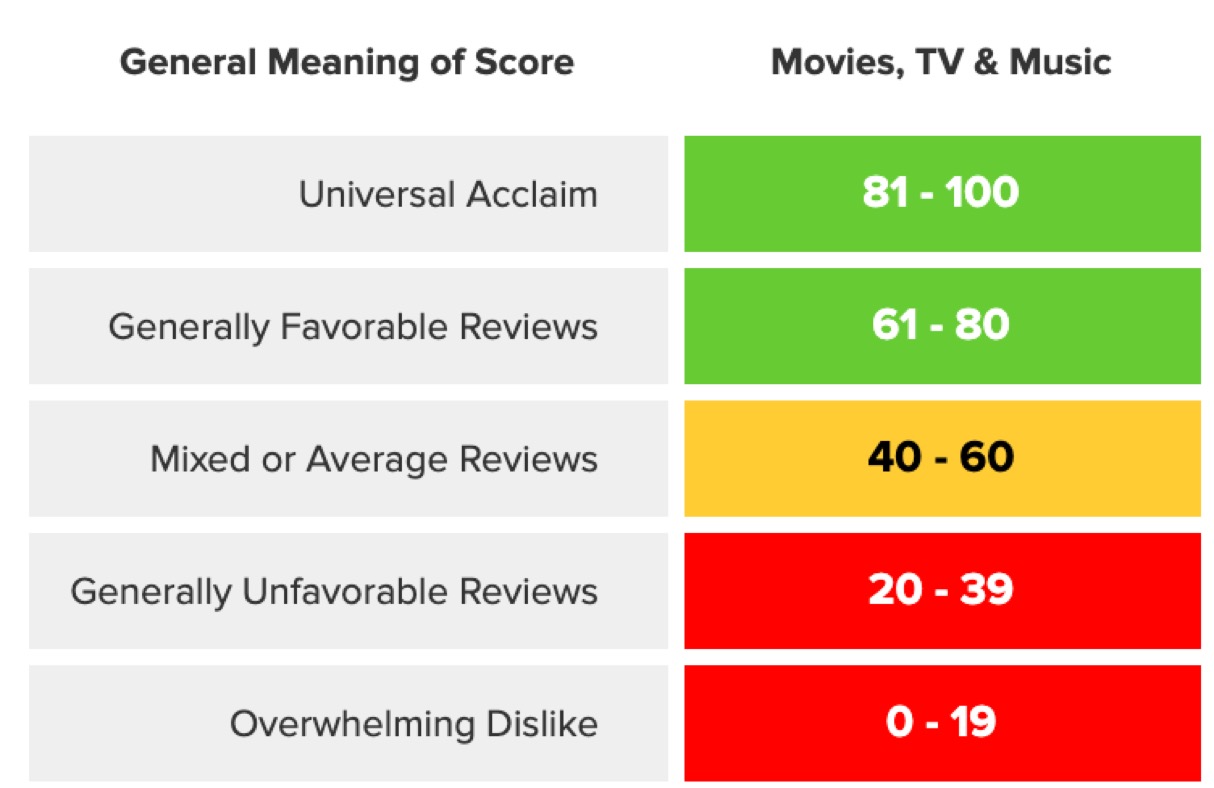 General Meaning of Score Movies, TV & Music
Universal Acclaim 81 - 100
Generally Favorable Reviews 61 - 80
Mixed or Average Reviews 40 - 60
Generally Unfavorable Reviews 20 - 39
Overwhelming Dislike 0 - 19